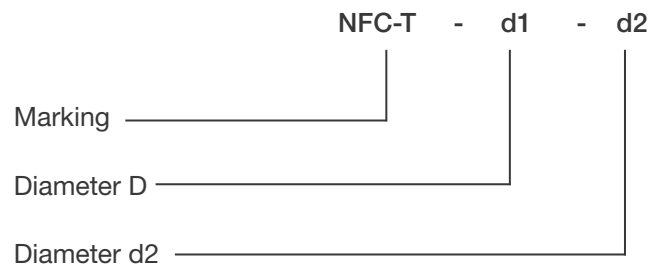 NFC-T - d1 - d2
Marking
Diameter D
Diameter d2